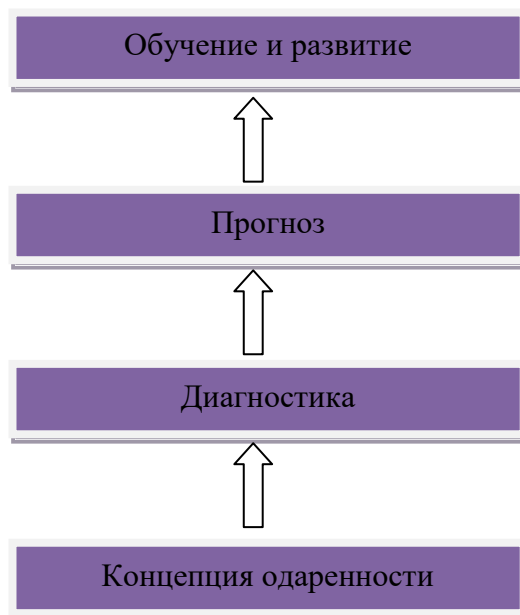 Обучение и развитие
Прогноз
Диагностика
Концепция одаренности